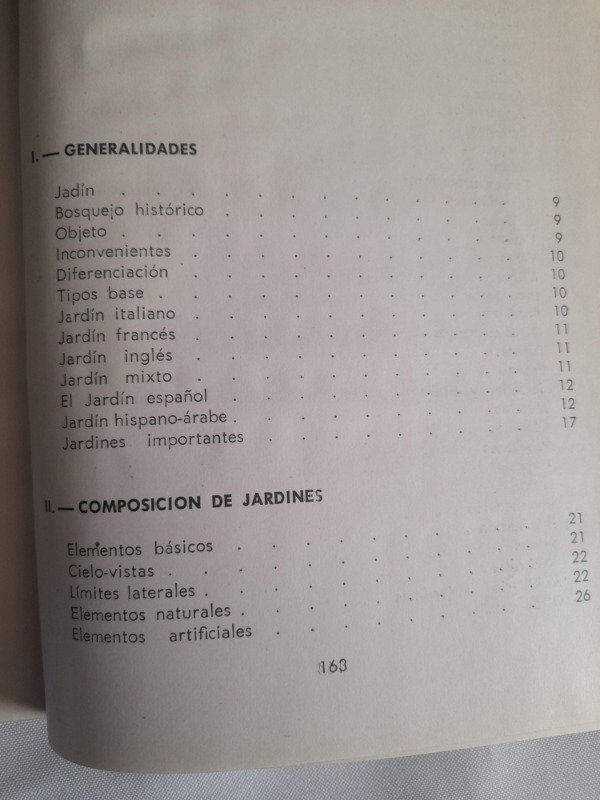 I.— GENERALIDADES
Jadín . . . . . . . . . . . . 9
Bosquejo histórico . . . . . . . . . . 9
Objeto . . . . . . . . . . . . 9
Inconvenientes . . . . . . . . . . 10
Diferenciación . . . . . . . . . . 10
Tipos base . . . . . . . . . . . 10
Jardín italiano . . . . . . . . . . 10
Jardín francés . . . . . . . . . . 11
Jardín inglés . . . . . . . . . . 11
Jardín mixto . . . . . . . . . . 11
El Jardín español . . . . . . . . . 12
Jardín hispano-árabe . . . . . . . . . 12
Jardines importantes . . . . . . . . 17
II.— COMPOSICION DE JARDINES
Elementos básicos . . . . . . . . . 21
Cielo-vistas . . . . . . . . . . . 21
Límites laterales . . . . . . . . . . 22
Elementos naturales . . . . . . . . . 22
Elementos artificiales . . . . . . . . 26
163